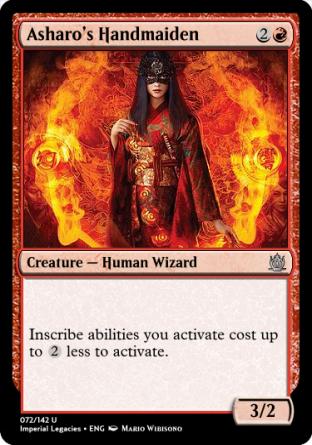 Asharo's Handmaiden 2
Creature — Human Wizard
Inscribe abilities you activate cost up
to 2 less to activate.
3/2
072/142 U
Imperial Legacies • ENG Mario Wibisono